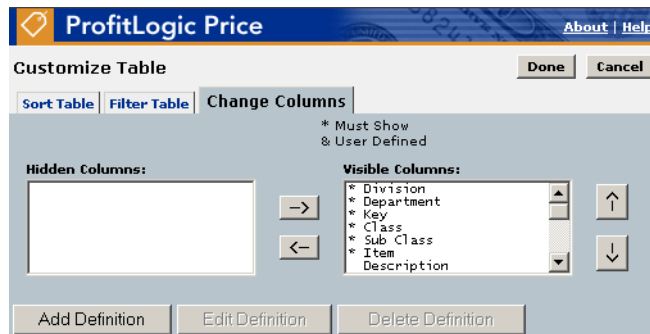 ProfitLogic Price
About | Help
Customize Table
Done Cancel
Sort Table Filter Table Change Columns
* Must Show
& User Defined
Hidden Columns: Visible Columns:
* Division
* Department
* Key
* Class
* Sub Class
* Item
Description
-> 
<-
↑
↓
Add Definition Edit Definition Delete Definition